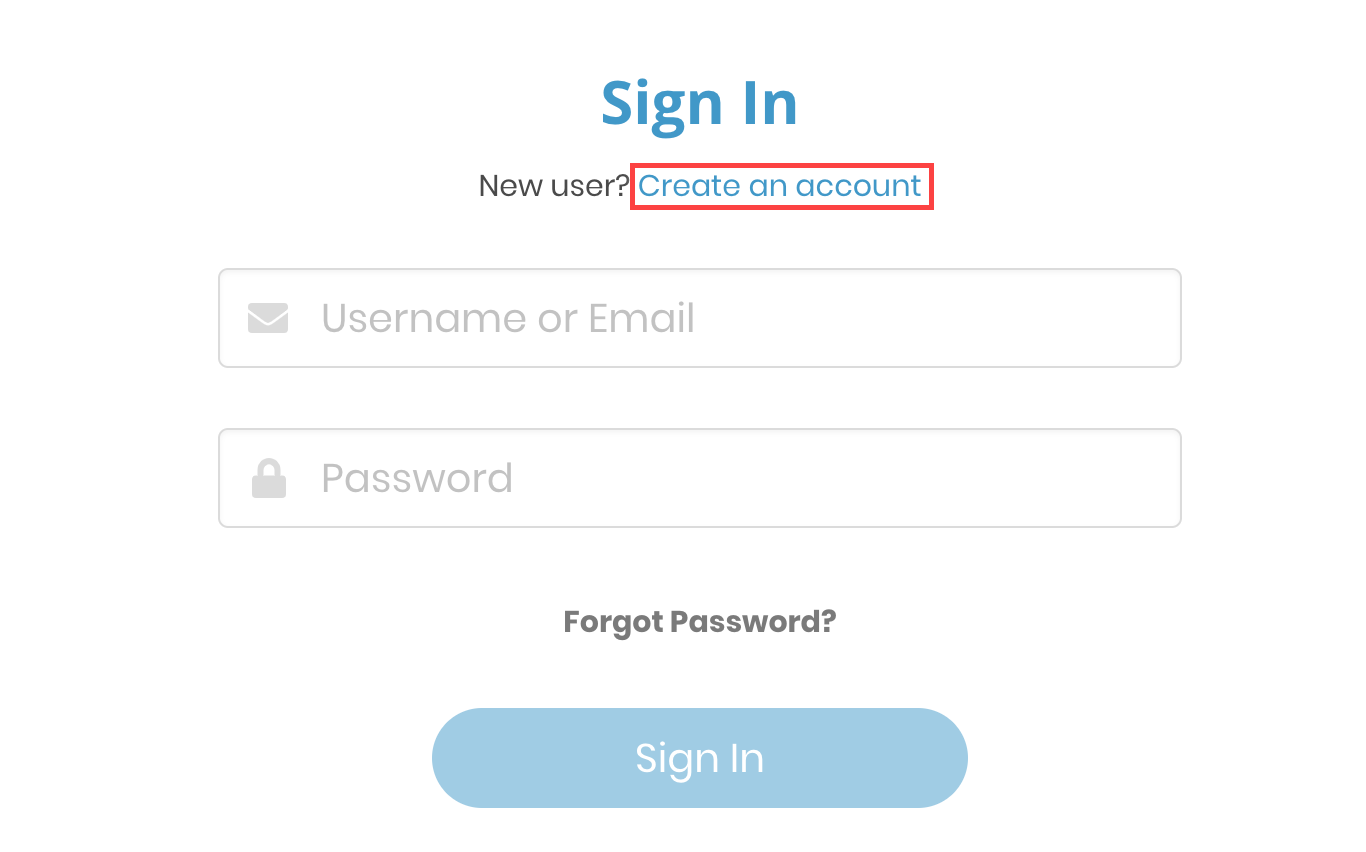 Sign In
New user? Create an account
Username or Email
Password
Forgot Password?
Sign In